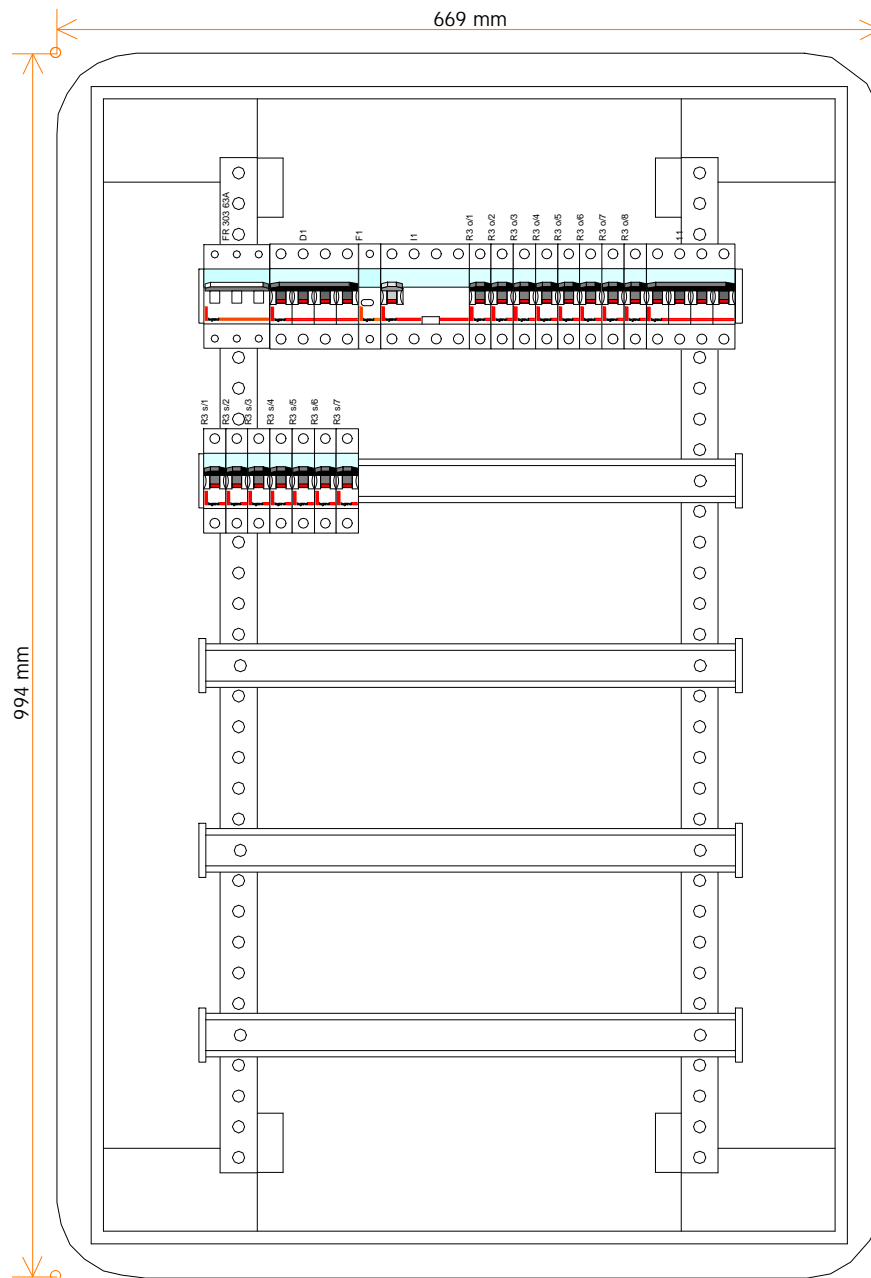 669 mm
994 mm
FR 303 63A
D1
F1
I1
R3 o/1
R3 o/2
R3 o/3
R3 o/4
R3 o/5
R3 o/6
R3 o/7
R3 o/8
11
R3 s/1
R3 s/2
R3 s/3
R3 s/4
R3 s/5
R3 s/6
R3 s/7